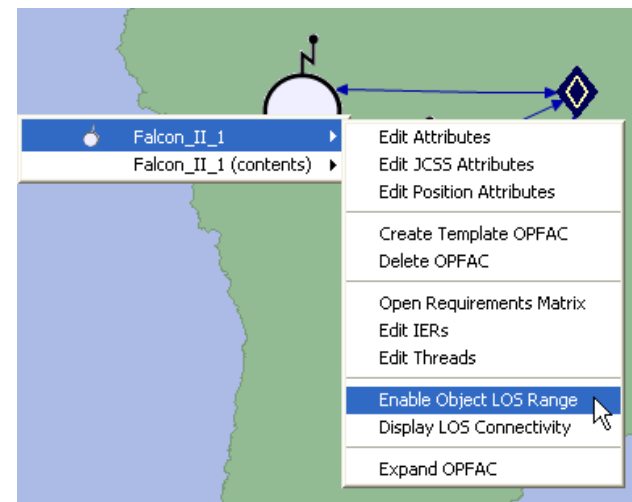 Falcon_II_1
Falcon_II_1 (contents)
Edit Attributes
Edit JCSS Attributes
Edit Position Attributes
Create Template OPFAC
Delete OPFAC
Open Requirements Matrix
Edit IERs
Edit Threads
Enable Object LOS Range
Display LOS Connectivity
Expand OPFAC